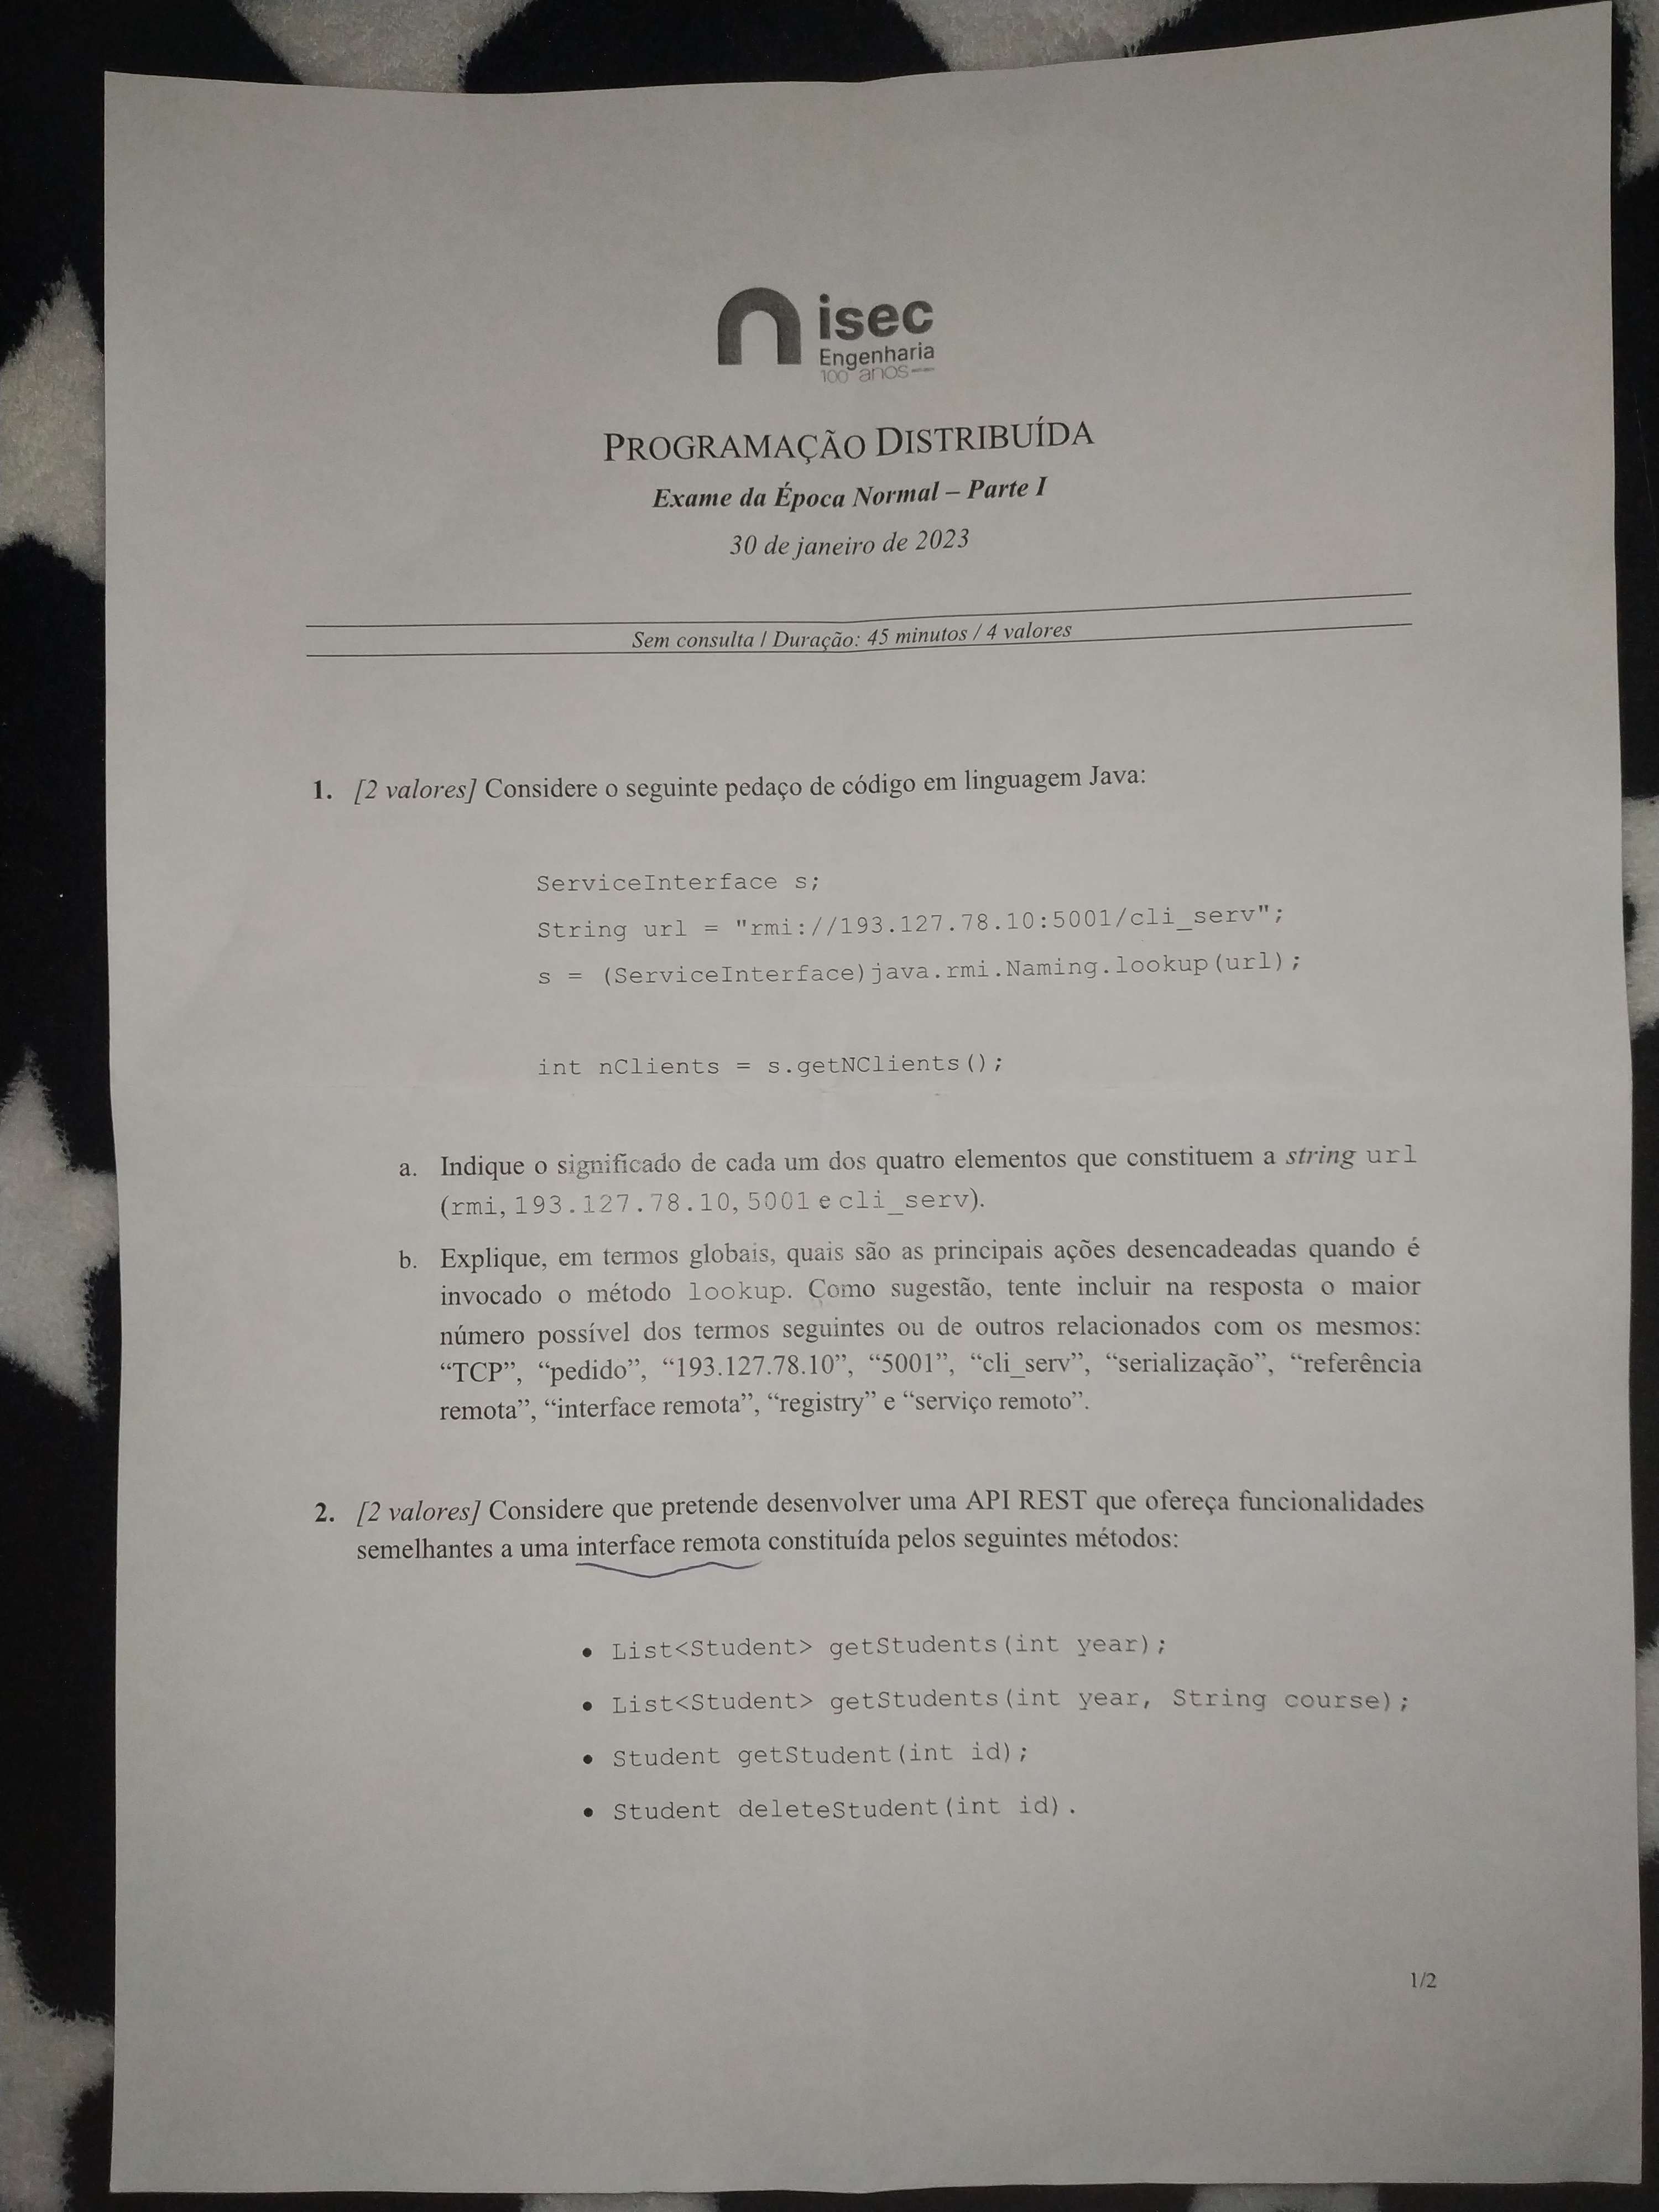 isec
Engenharia
100 anos
PROGRAMAÇÃO DISTRIBUÍDA
Exame da Época Normal – Parte I
30 de janeiro de 2023
Sem consulta / Duração: 45 minutos / 4 valores
1. [2 valores] Considere o seguinte pedaço de código em linguagem Java:
ServiceInterface s;
String url = "rmi://193.127.78.10:5001/cli_serv";
s = (ServiceInterface)java.rmi.Naming.lookup(url);
int nClients = s.getNClients();
a. Indique o significado de cada um dos quatro elementos que constituem a string url
(rmi, 193.127.78.10, 5001 e cli_serv).
b. Explique, em termos globais, quais são as principais ações desencadeadas quando é
invocado o método lookup. Como sugestão, tente incluir na resposta o maior
número possível dos termos seguintes ou de outros relacionados com os mesmos:
“TCP”, “pedido”, “193.127.78.10”, “5001”, “cli_serv”, “serialização”, “referência
remota”, “interface remota”, “registry” e “serviço remoto”.
2. [2 valores] Considere que pretende desenvolver uma API REST que ofereça funcionalidades
semelhantes a uma interface remota constituída pelos seguintes métodos:
• List<Student> getStudents(int year);
• List<Student> getStudents(int year, String course);
• Student getStudent(int id);
• Student deleteStudent(int id).
1/2